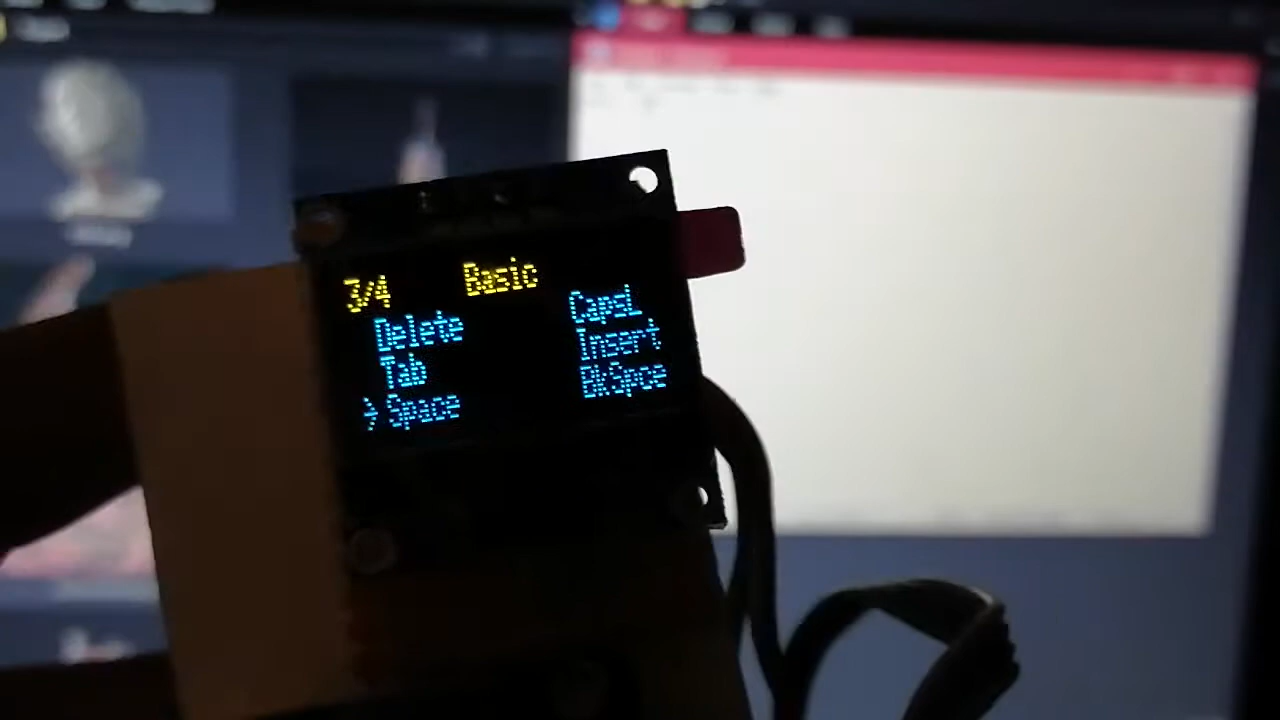 3/4 Basic
Delete CapsL
Tab Insert
→Space BkSpce